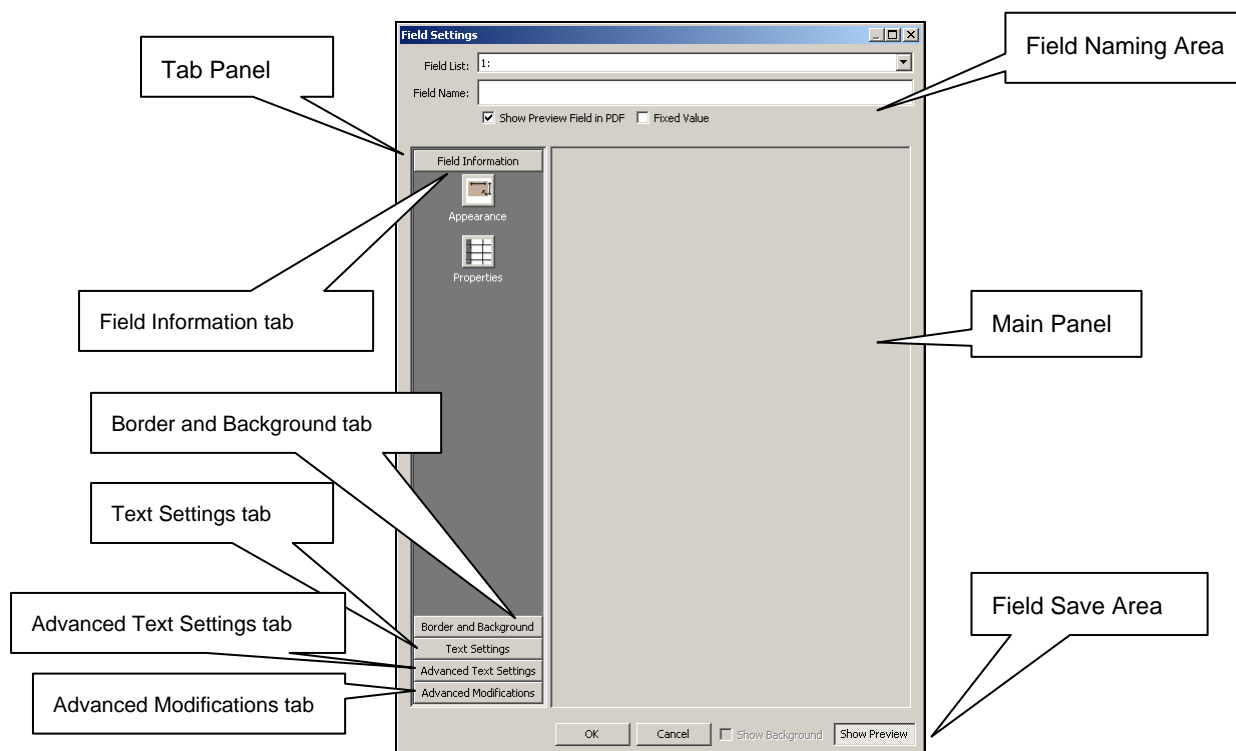 Field Settings
Field Naming Area
Tab Panel
Field List: 1:
Field Name:
Show Preview Field in PDF Fixed Value
Field Information
Appearance
Properties
Field Information tab
Main Panel
Border and Background tab
Text Settings tab
Advanced Text Settings tab
Field Save Area
Border and Background
Text Settings
Advanced Text Settings
Advanced Modifications
Advanced Modifications tab
OK Cancel Show Background Show Preview